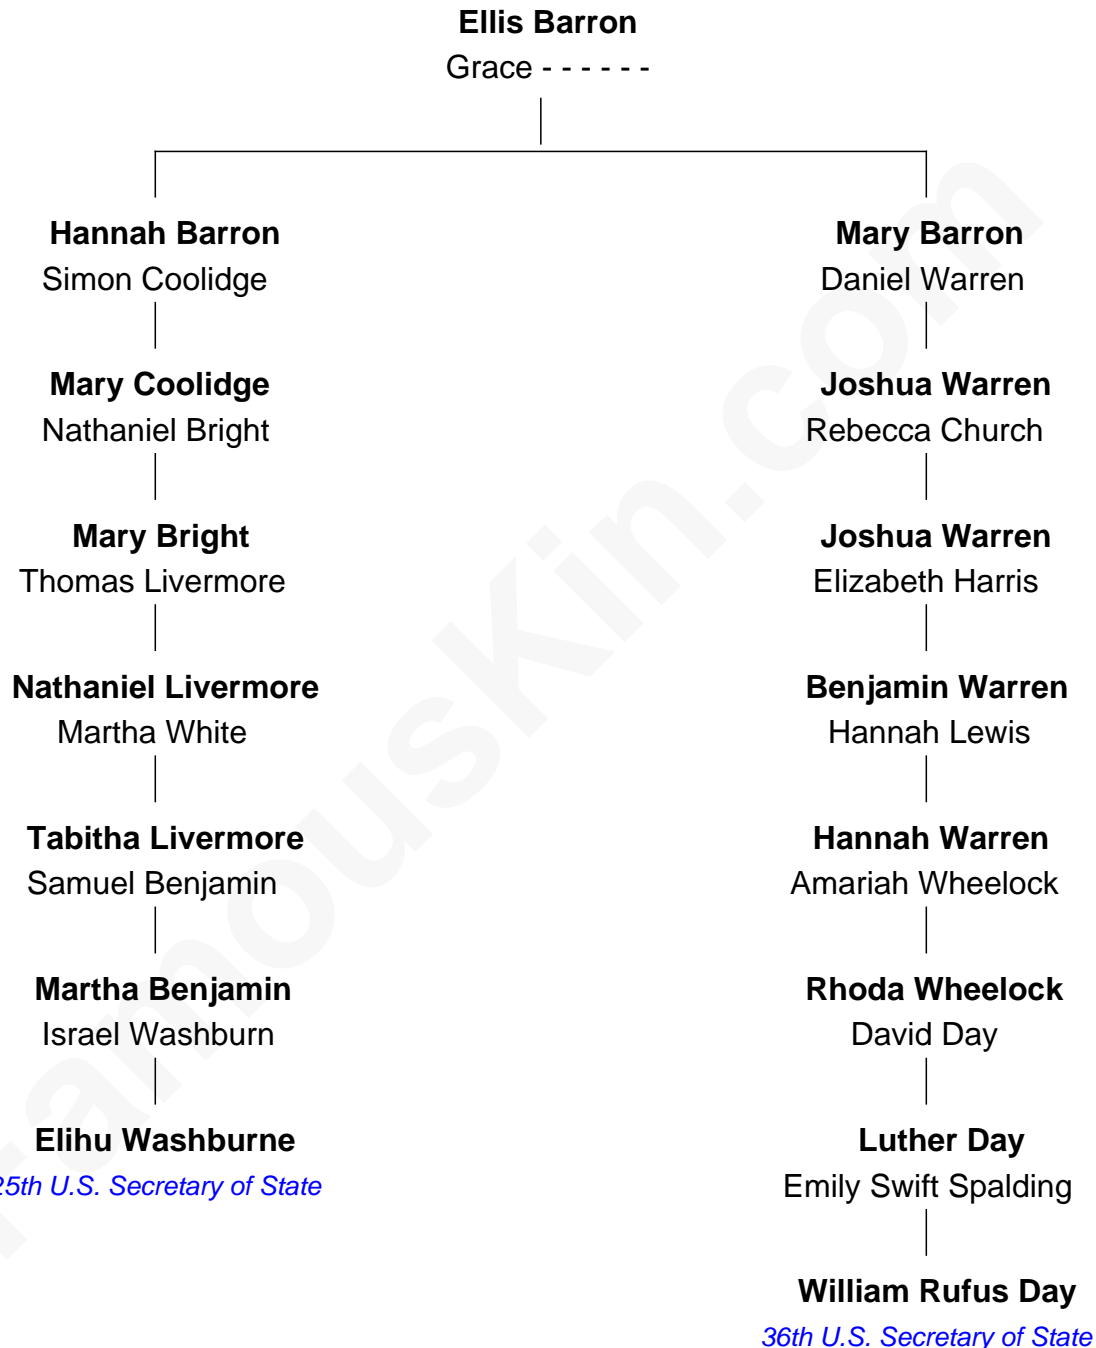 Ellis Barron
Grace - - - - - -
Hannah Barron
Simon Coolidge
Mary Coolidge
Nathaniel Bright
Mary Bright
Thomas Livermore
Nathaniel Livermore
Martha White
Tabitha Livermore
Samuel Benjamin
Martha Benjamin
Israel Washburn
Elihu Washburne
25th U.S. Secretary of State
Mary Barron
Daniel Warren
Joshua Warren
Rebecca Church
Joshua Warren
Elizabeth Harris
Benjamin Warren
Hannah Lewis
Hannah Warren
Amariah Wheelock
Rhoda Wheelock
David Day
Luther Day
Emily Swift Spalding
William Rufus Day
36th U.S. Secretary of State
FamousKin.com